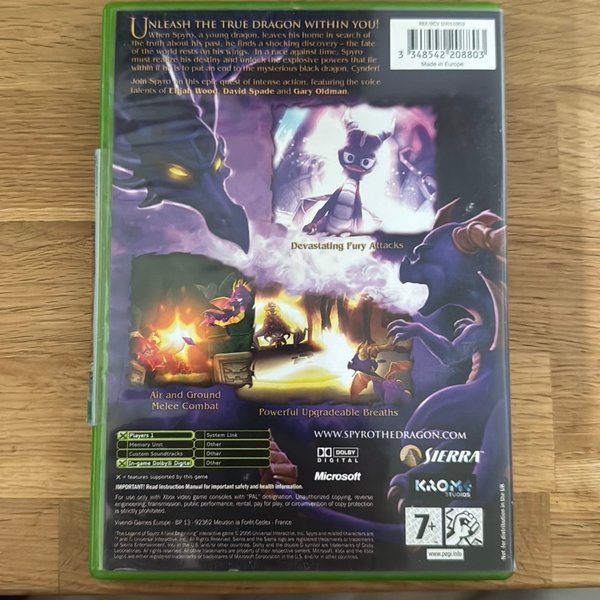 UNLEASH THE TRUE DRAGON WITHIN YOU!
When Spyro, a young dragon, leaves his home in search of
the truth about his past, he finds a shocking discovery – the fate
of the world rests on his wings. In a race against time, Spyro
must realize his destiny and unlock the explosive powers that lie
within if he is to put an end to the mysterious black dragon, Cynder!
Join Spyro on this epic quest of intense action, featuring the voice
talents of Elijah Wood, David Spade and Gary Oldman.
3 348542 208803
Made in Europe
Devastating Fury Attacks
Air and Ground
Melee Combat
Powerful Upgradeable Breaths
Players 1
System Link
Memory Unit
Other
Custom Soundtracks
Other
In-game Dolby® Digital
Other
= features supported by this game
WWW.SPYROTHEDRAGON.COM
DOLBY
DIGITAL
SIERRA
Microsoft
KROME
STUDIOS
IMPORTANT! Read Instruction Manual for important safety and health information.
For use only with Xbox video game consoles with "PAL" designation. Unauthorized copying, reverse
engineering, transmission, public performance, rental, pay for play, or circumvention of copy protection
is strictly prohibited.
Vivendi Games Europe - BP 13 - 92362 Meudon la Forêt Cedex - France
7+
www.pegi.info
Not for distribution in the UK